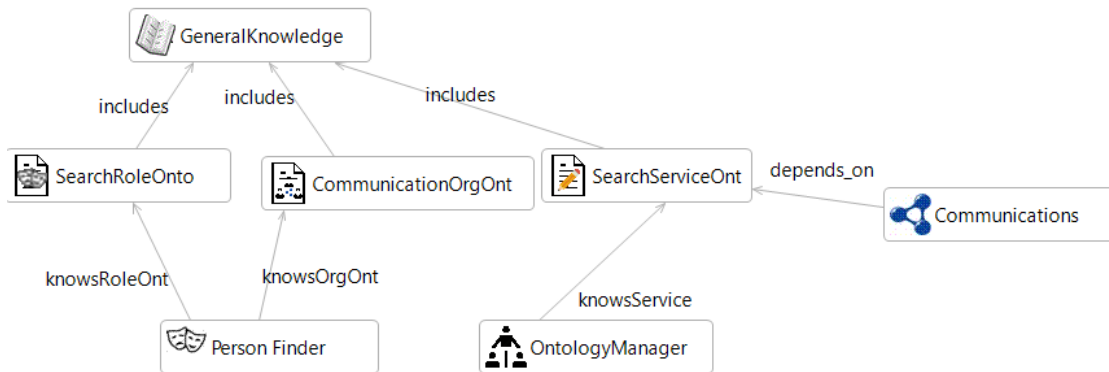 GeneralKnowledge
includes
includes
includes
SearchRoleOnto
CommunicationOrgOnt
SearchServiceOnt
depends_on
Communications
knowsRoleOnt
knowsOrgOnt
knowsService
Person Finder
OntologyManager